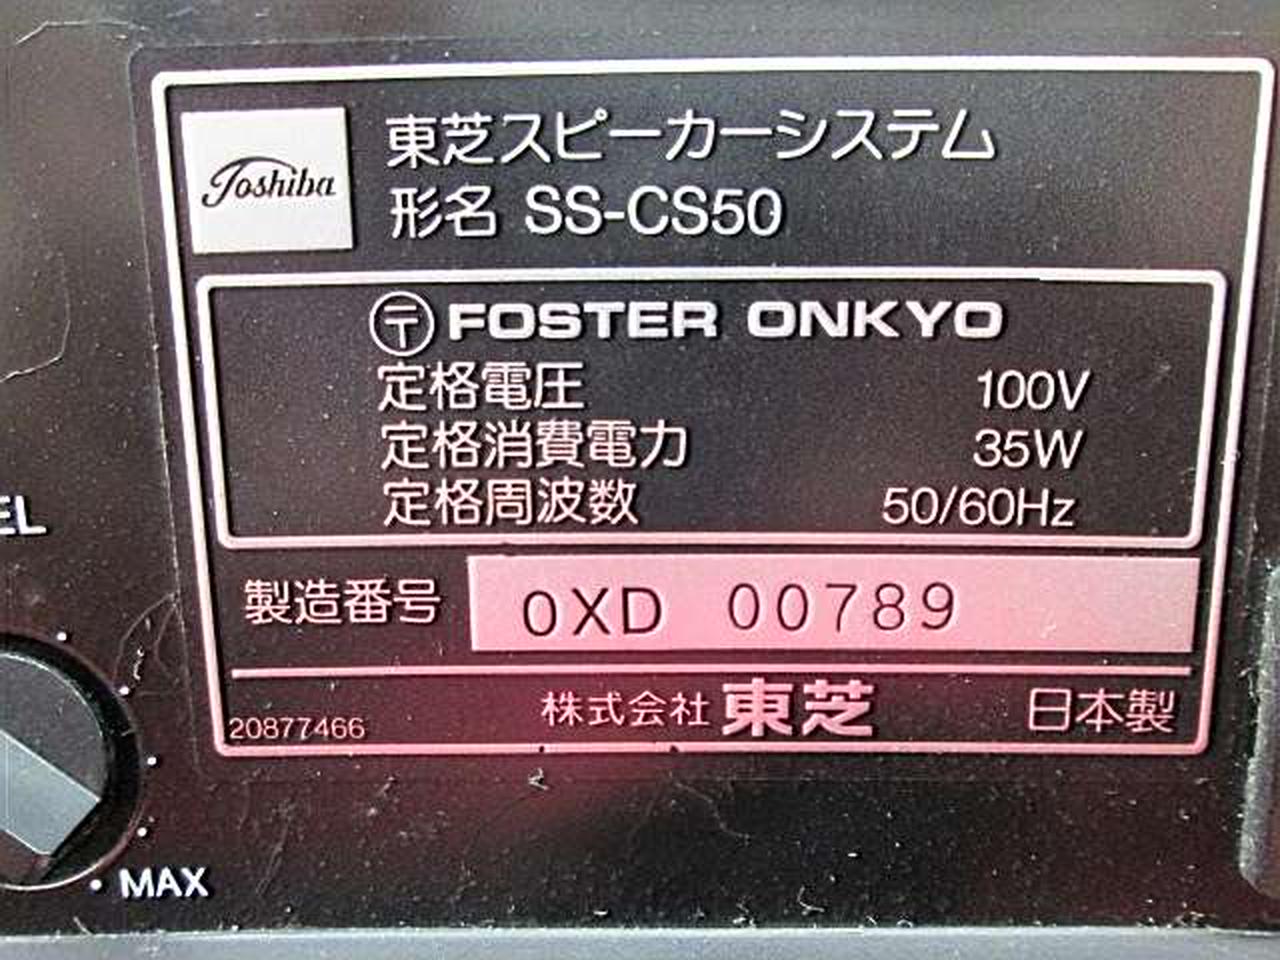 Toshiba
東芝スピーカーシステム
形名 SS-CS50
〒 FOSTER ONKYO
定格電圧 100V
定格消費電力 35W
定格周波数 50/60Hz
製造番号 0XD 00789
20877466 株式会社 東芝 日本製
EL
MAX